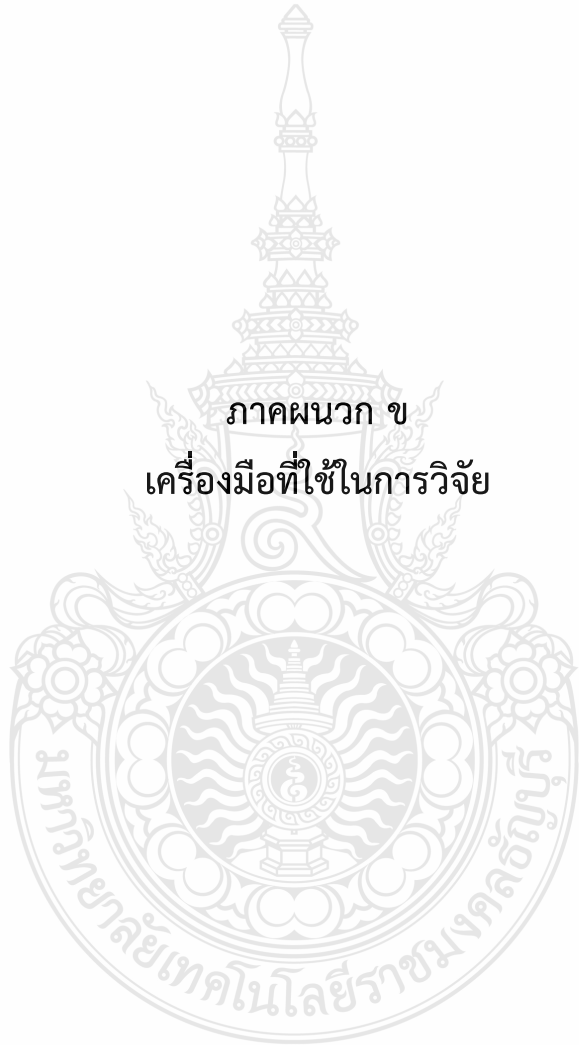 ภาคผนวก ข
เครื่องมือที่ใช้ในการวิจัย
มหาวิทยาลัยเทคโนโลยีราชมงคลธัญบุรี